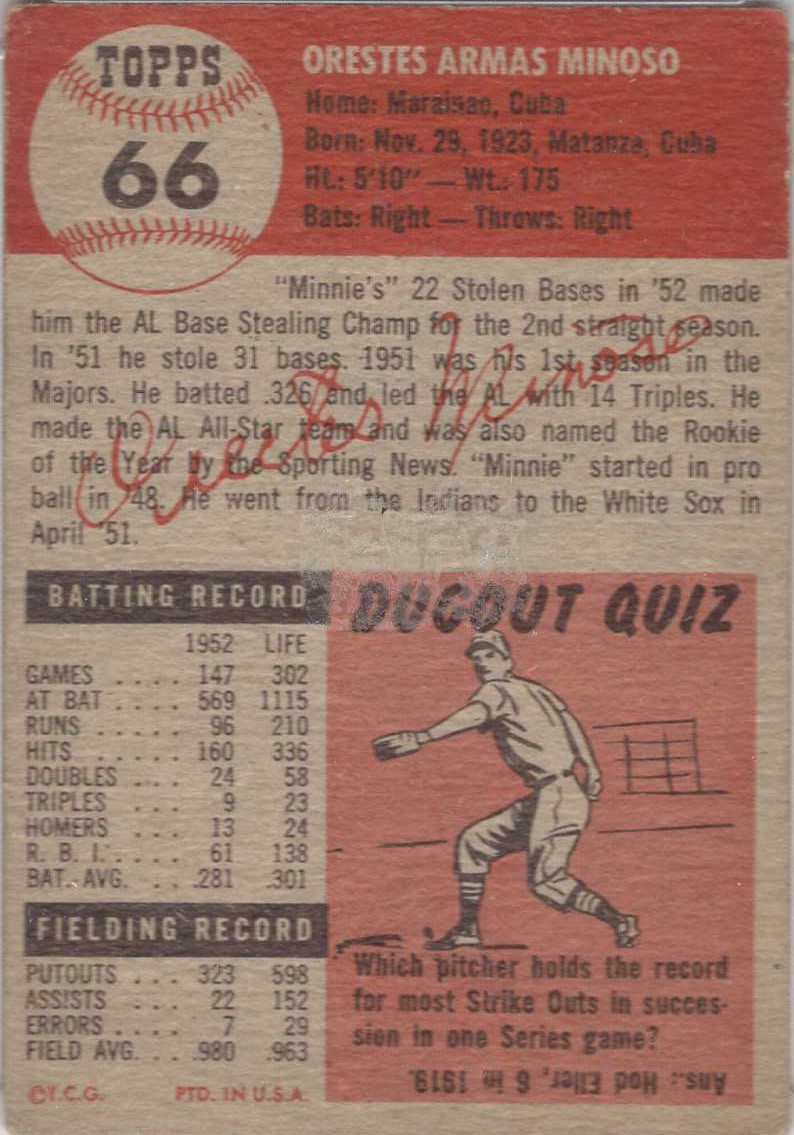 TOPPS
66
ORESTES ARMAS MINOSO
Home: Maraisao, Cuba
Born: Nov. 29, 1923, Matanza, Cuba
Ht.: 5'10" — Wt.: 175
Bats: Right — Throws: Right
"Minnie's" 22 Stolen Bases in '52 made
him the AL Base Stealing Champ for the 2nd straight season.
In '51 he stole 31 bases. 1951 was his 1st season in the
Majors. He batted .326 and led the AL with 14 Triples. He
made the AL All-Star team and was also named the Rookie
of the Year by the Sporting News. "Minnie" started in pro
ball in '48. He went from the Indians to the White Sox in
April '51.
Orestes Minoso
BATTING RECORD
1952 LIFE
GAMES .... 147 302
AT BAT .... 569 1115
RUNS ..... 96 210
HITS ..... 160 336
DOUBLES ... 24 58
TRIPLES ... 9 23
HOMERS ... 13 24
R. B. I. .... 61 138
BAT. AVG. .. .281 .301
FIELDING RECORD
PUTOUTS ... 323 598
ASSISTS .... 22 152
ERRORS .... 7 29
FIELD AVG. .. .980 .963
©T.C.G. PTD. IN U.S.A.
DUGOUT QUIZ
Which pitcher holds the record
for most Strike Outs in succes-
sion in one Series game?
Ans.: Hod Eller, 6 in 1919.